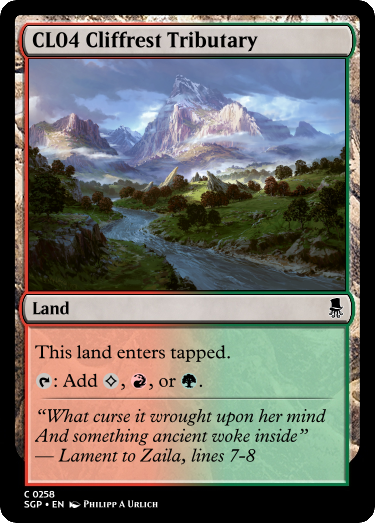 CL04 Cliffrest Tributary
Land
This land enters tapped.
: Add , , or .
“What curse it wrought upon her mind
And something ancient woke inside”
— Lament to Zaila, lines 7-8
C 0258
SGP • EN Philipp A Urlich